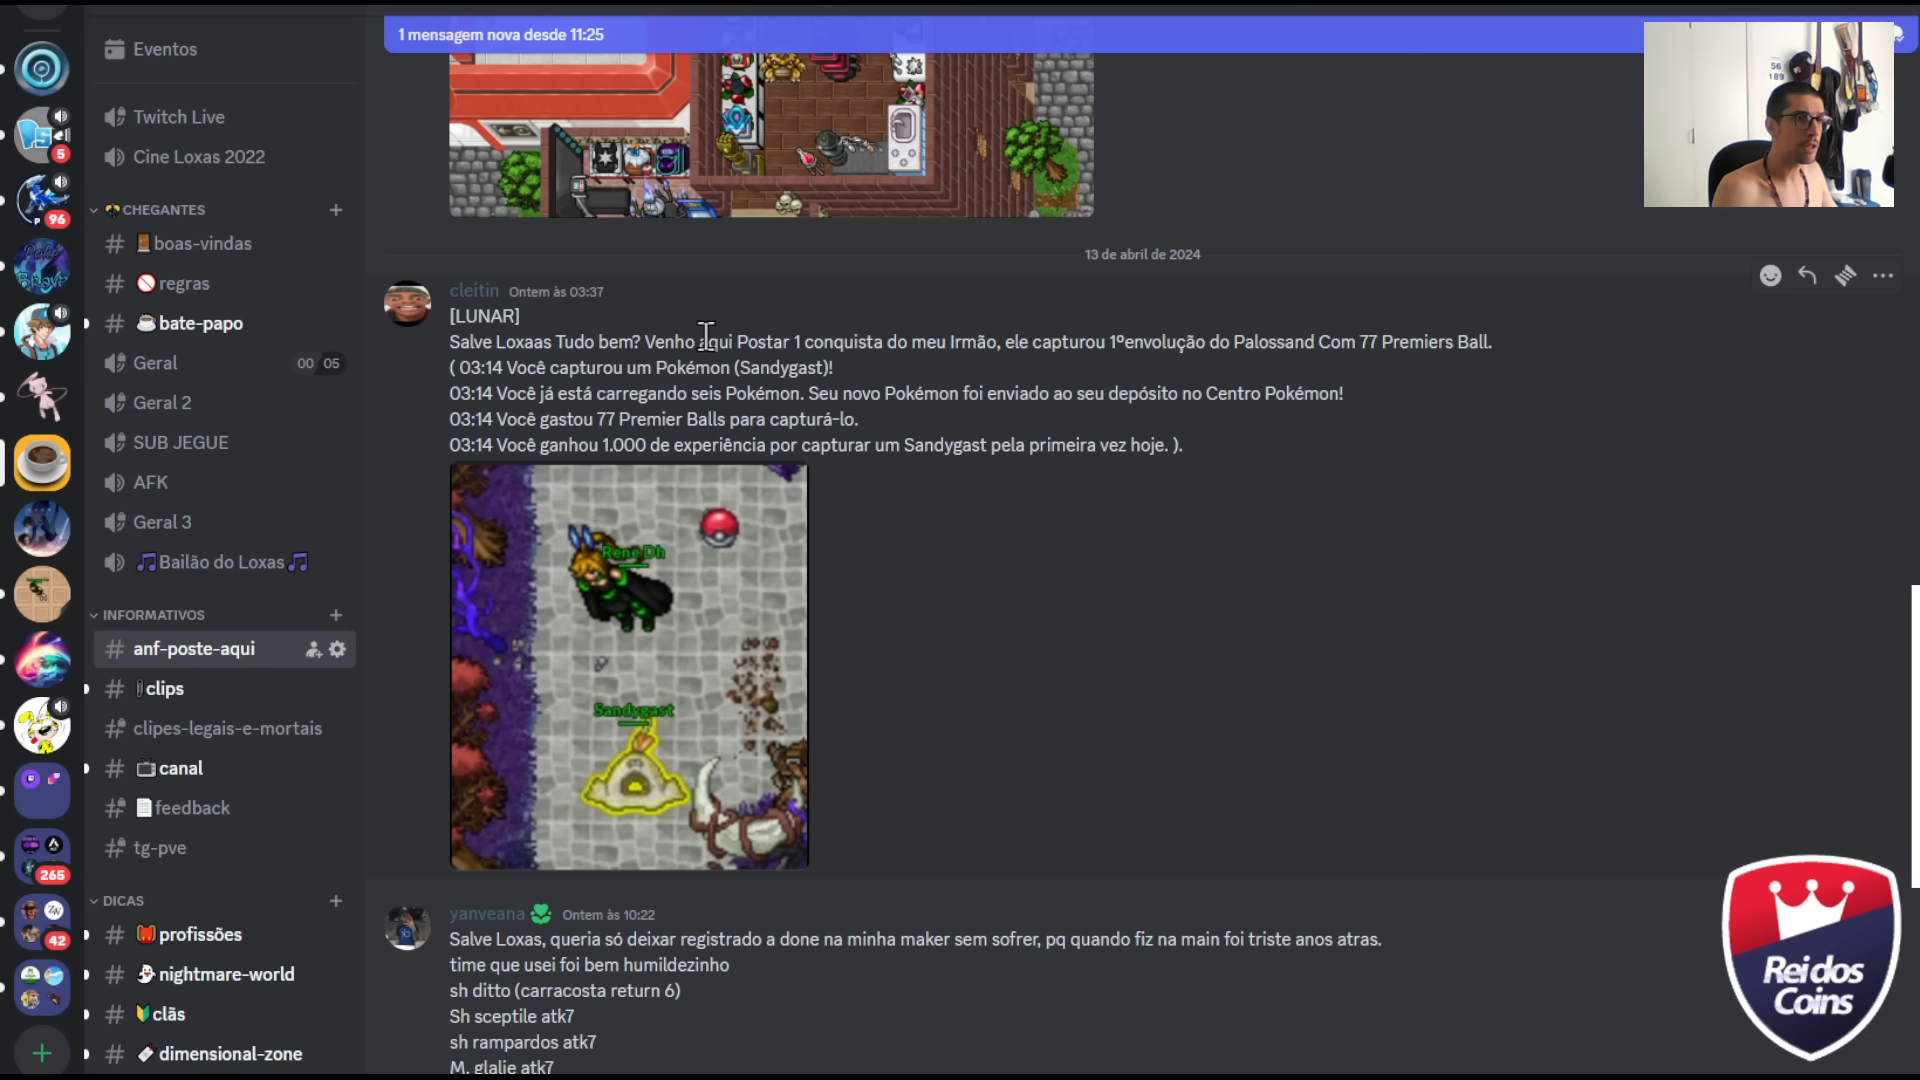 1 mensagem nova desde 11:25
Eventos
Twitch Live
Cine Loxas 2022
CHEGANTES
boas-vindas
regras
bate-papo
Geral
00 05
Geral 2
SUB JEGUE
AFK
Geral 3
Bailão do Loxas
INFORMATIVOS
anf-poste-aqui
clips
clipes-legais-e-mortais
canal
feedback
tg-pve
DICAS
profissões
nightmare-world
clãs
dimensional-zone
5
96
265
42
56
189
13 de abril de 2024
cleitin Ontem às 03:37
[LUNAR]
Salve Loxaas Tudo bem? Venho aqui Postar 1 conquista do meu Irmão, ele capturou 1ºenvolução do Palossand Com 77 Premiers Ball.
( 03:14 Você capturou um Pokémon (Sandygast)!
03:14 Você já está carregando seis Pokémon. Seu novo Pokémon foi enviado ao seu depósito no Centro Pokémon!
03:14 Você gastou 77 Premier Balls para capturá-lo.
03:14 Você ganhou 1.000 de experiência por capturar um Sandygast pela primeira vez hoje. ).
Rene Dh
Sandygast
yanveana Ontem às 10:22
Salve Loxas, queria só deixar registrado a done na minha maker sem sofrer, pq quando fiz na main foi triste anos atras.
time que usei foi bem humildezinho
sh ditto (carracosta return 6)
Sh sceptile atk7
sh rampardos atk7
M. glalie atk7
Rei dos
Coins